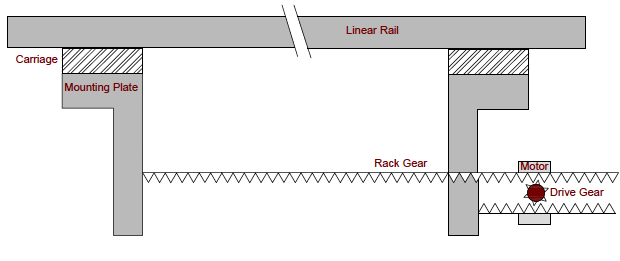 Linear Rail
Carriage
Mounting Plate
Rack Gear
Motor
Drive Gear